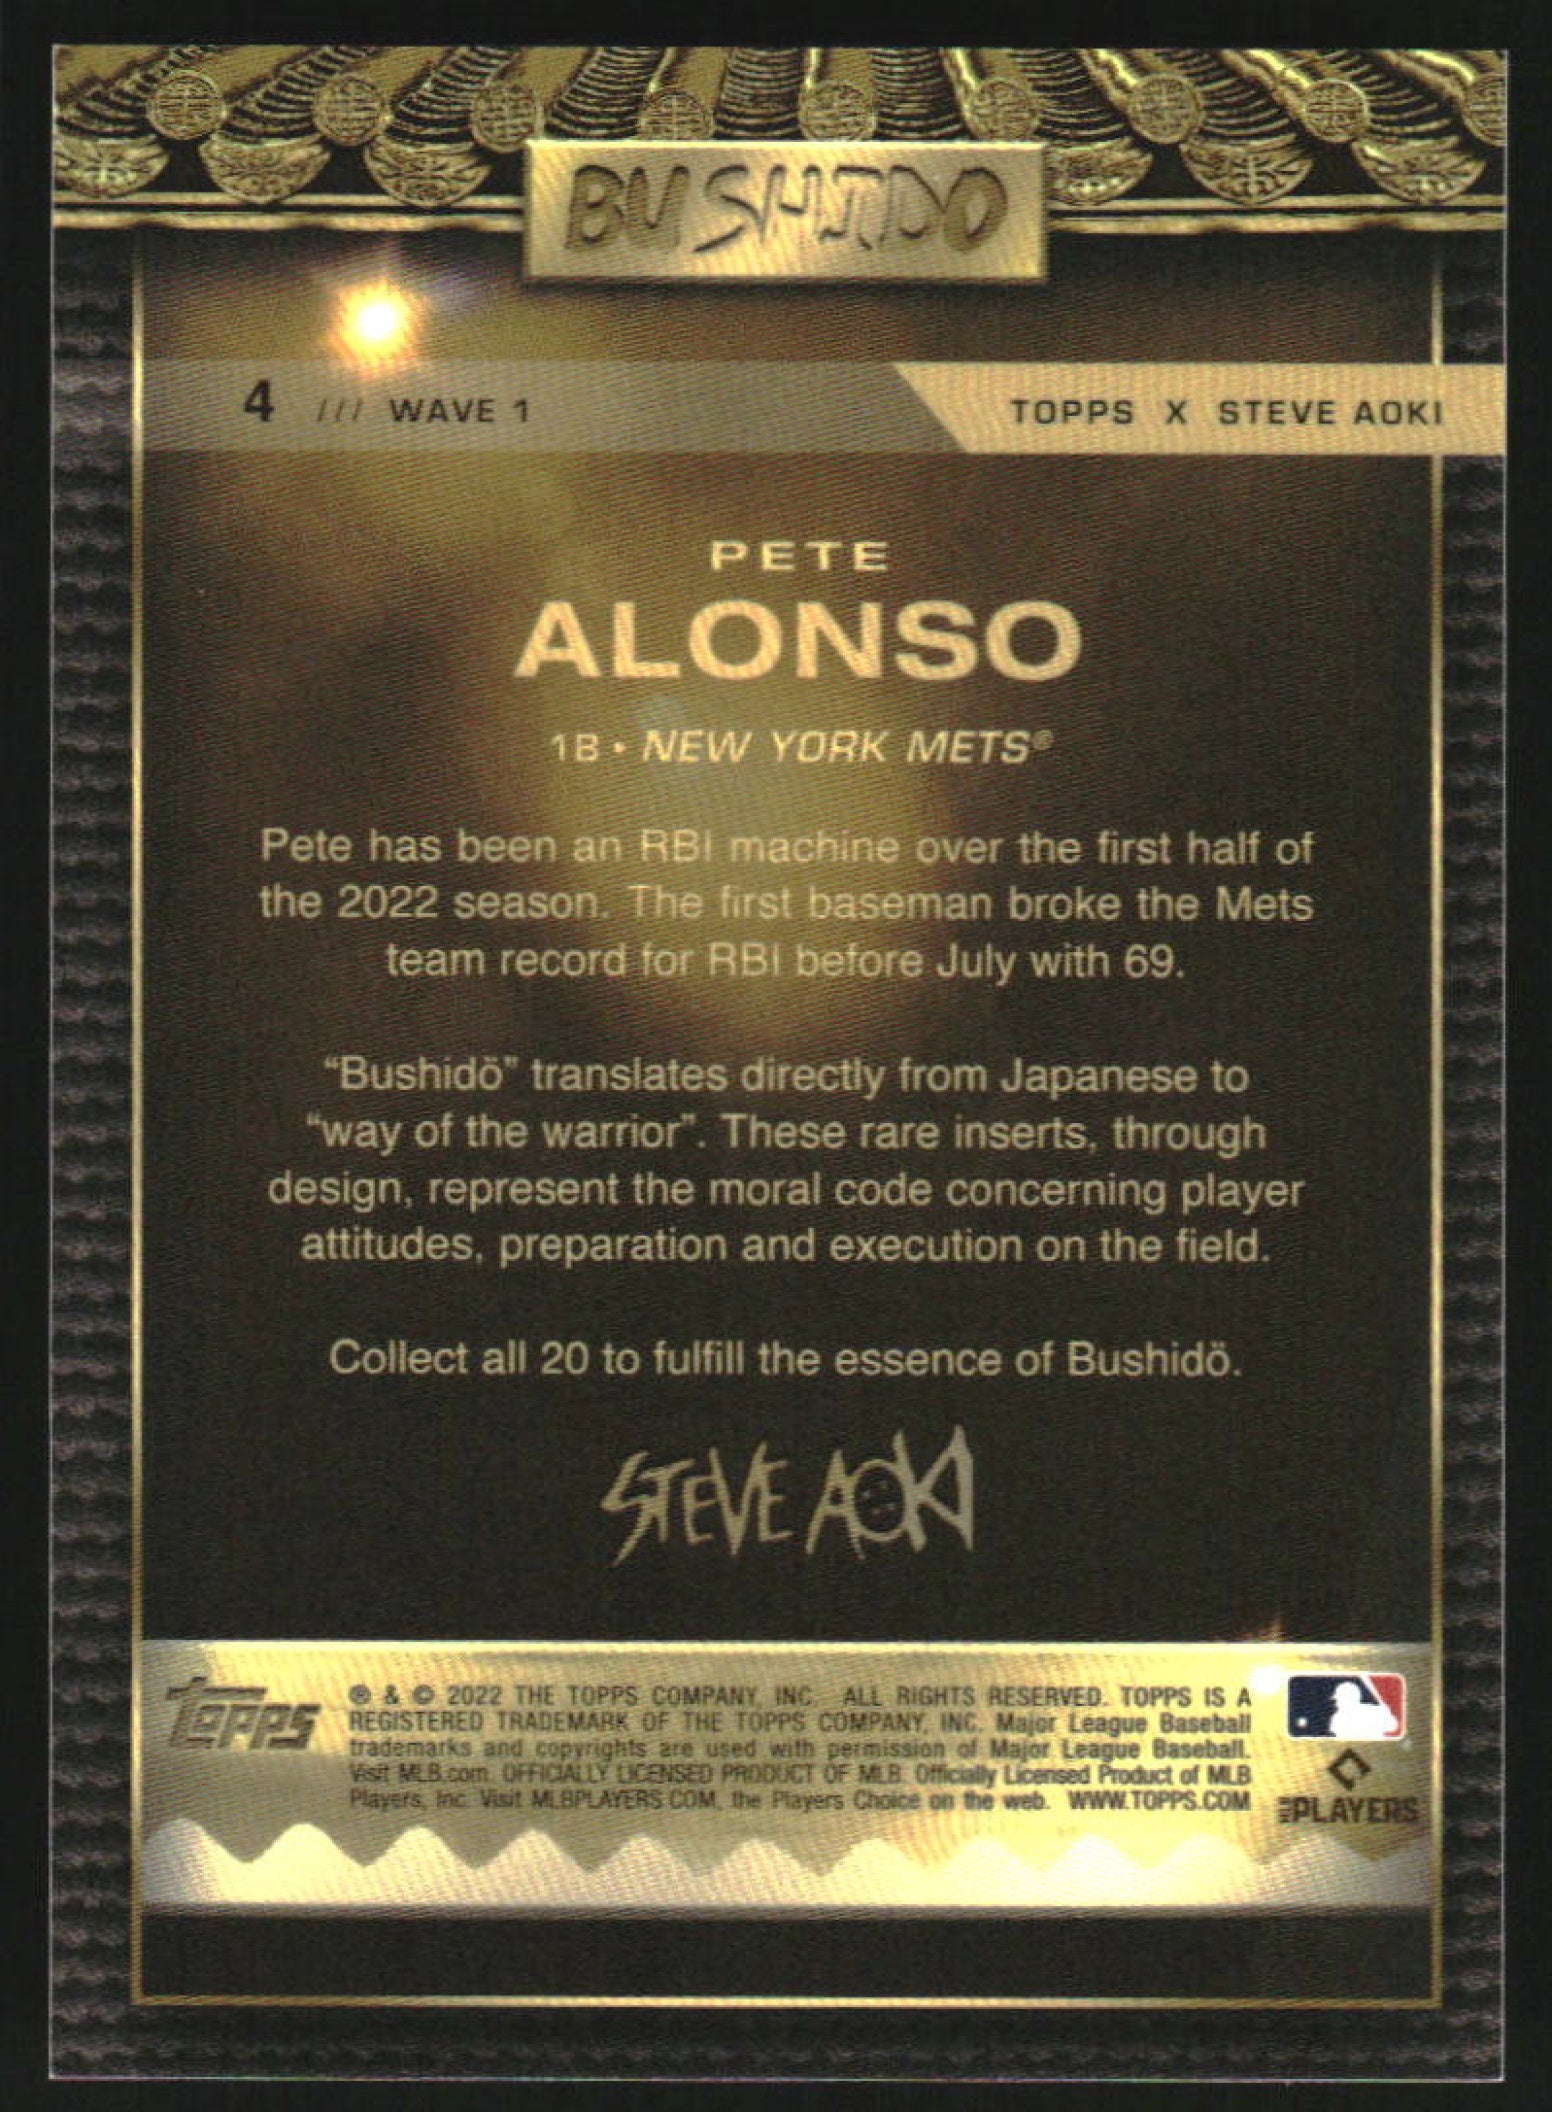 BUSHIDO
4 /// WAVE 1
TOPPS X STEVE AOKI
PETE
ALONSO
1B • NEW YORK METS®
Pete has been an RBI machine over the first half of
the 2022 season. The first baseman broke the Mets
team record for RBI before July with 69.
“Bushidö” translates directly from Japanese to
“way of the warrior”. These rare inserts, through
design, represent the moral code concerning player
attitudes, preparation and execution on the field.
Collect all 20 to fulfill the essence of Bushidö.
STEVE AOKI
Topps
® & © 2022 THE TOPPS COMPANY, INC. ALL RIGHTS RESERVED. TOPPS IS A
REGISTERED TRADEMARK OF THE TOPPS COMPANY, INC. Major League Baseball
trademarks and copyrights are used with permission of Major League Baseball.
Visit MLB.com. OFFICIALLY LICENSED PRODUCT OF MLB. Officially Licensed Product of MLB
Players, Inc. Visit MLBPLAYERS.COM, the Players Choice on the web. WWW.TOPPS.COM
PLAYERS